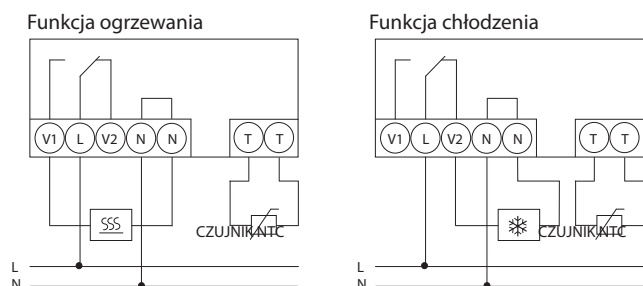 Funkcja ogrzewania
V1 L V2 N N T T
CZUJNIK NTC
L
N
Funkcja chłodzenia
V1 L V2 N N T T
CZUJNIK NTC
L
N